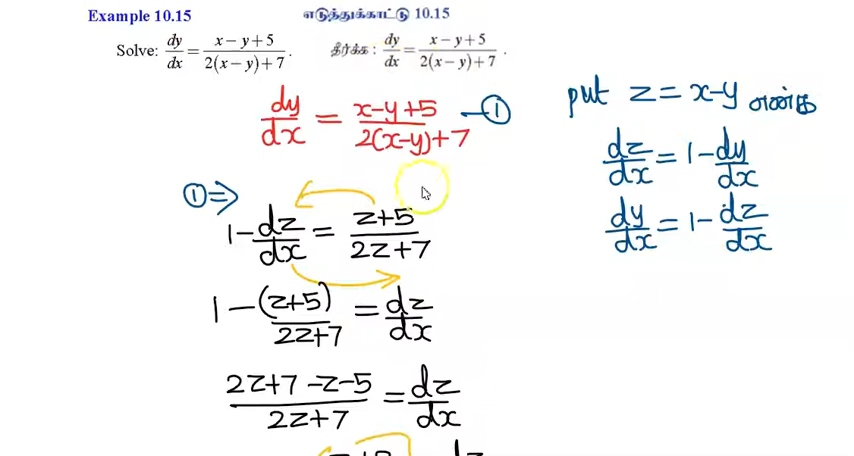 Example 10.15
எடுத்துக்காட்டு 10.15
Solve: dy/dx = (x−y+5)/(2(x−y)+7).
தீர்க்க : dy/dx = (x−y+5)/(2(x−y)+7).
dy/dx = (x−y+5)/(2(x−y)+7) —①
put z = x−y என்க
dz/dx = 1−dy/dx
dy/dx = 1−dz/dx
①⇒
1−dz/dx = (z+5)/(2z+7)
1−(z+5)/(2z+7) = dz/dx
(2z+7−z−5)/(2z+7) = dz/dx